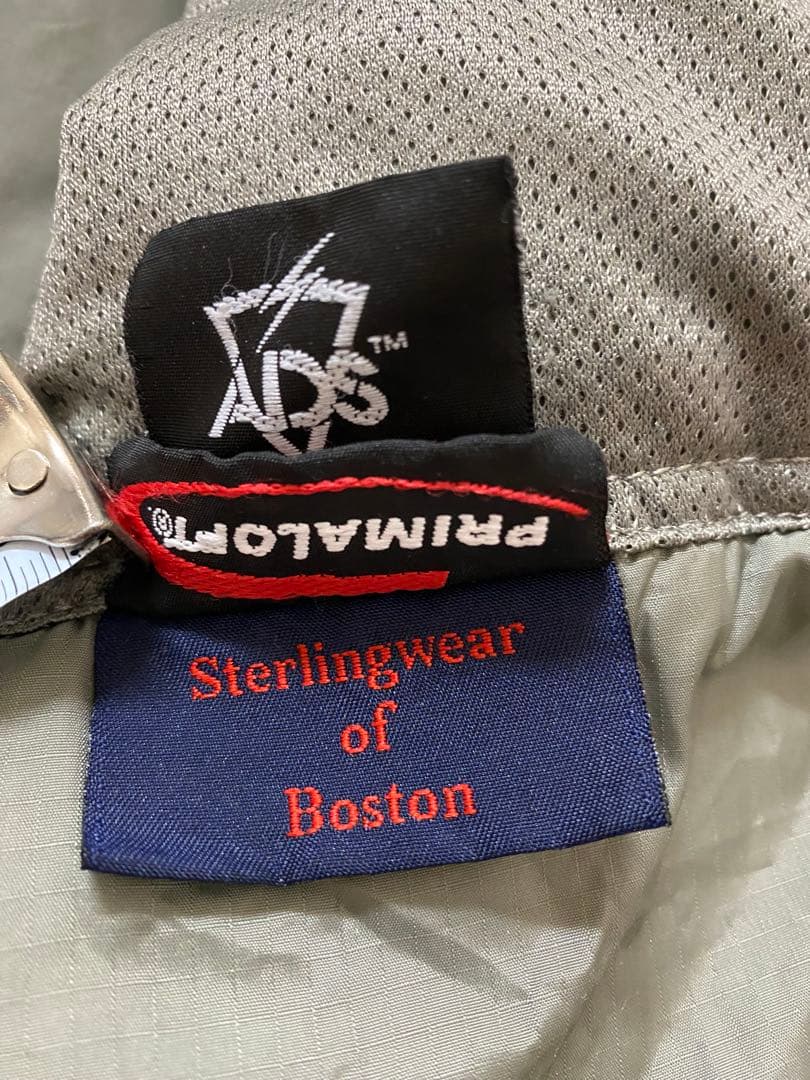 ADS™
PRIMALOFT®
Sterlingwear
of
Boston